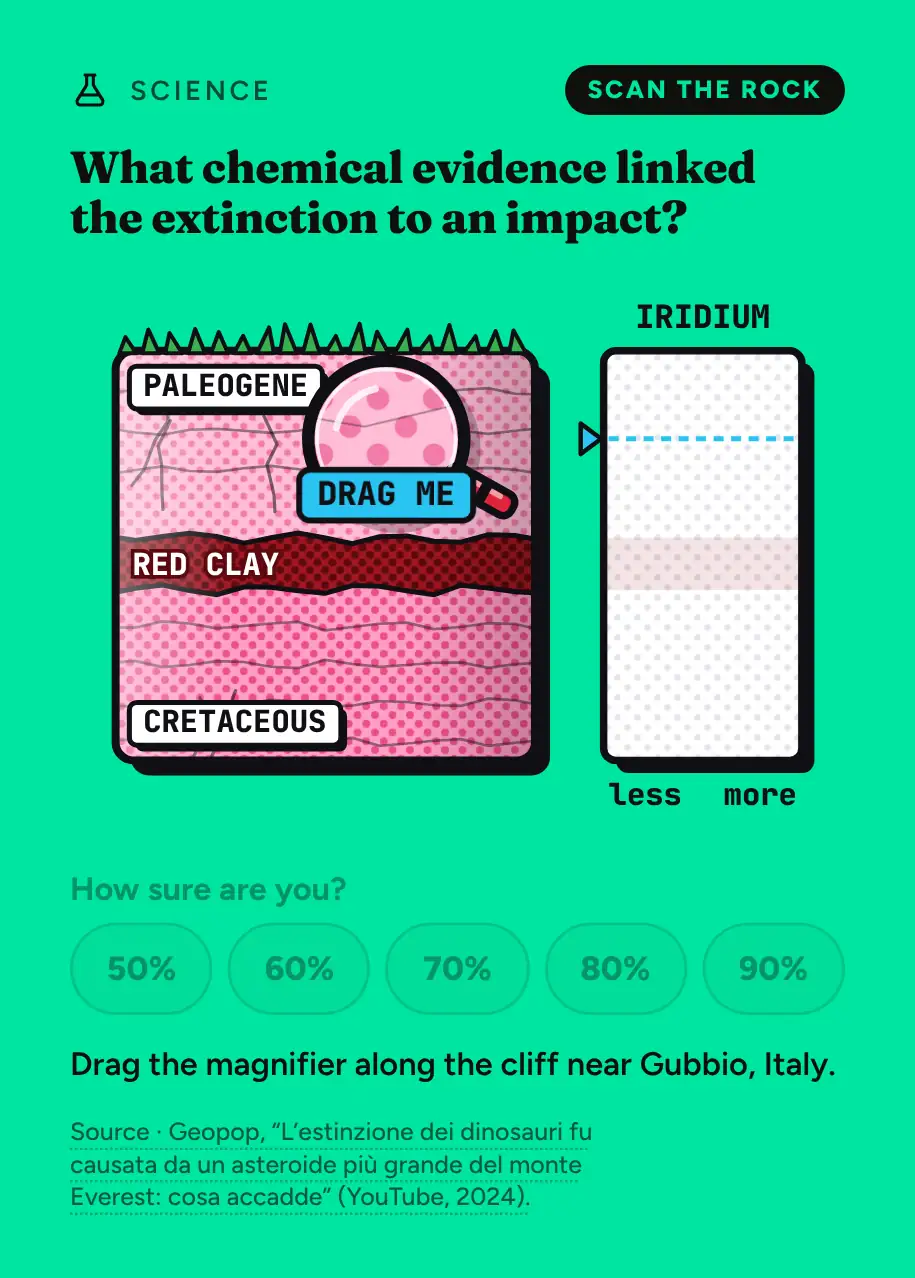 SCIENCE
SCAN THE ROCK
What chemical evidence linked
the extinction to an impact?
IRIDIUM
PALEOGENE
DRAG ME
RED CLAY
CRETACEOUS
less more
How sure are you?
50% 60% 70% 80% 90%
Drag the magnifier along the cliff near Gubbio, Italy.
Source · Geopop, “L’estinzione dei dinosauri fu
causata da un asteroide più grande del monte
Everest: cosa accadde” (YouTube, 2024).